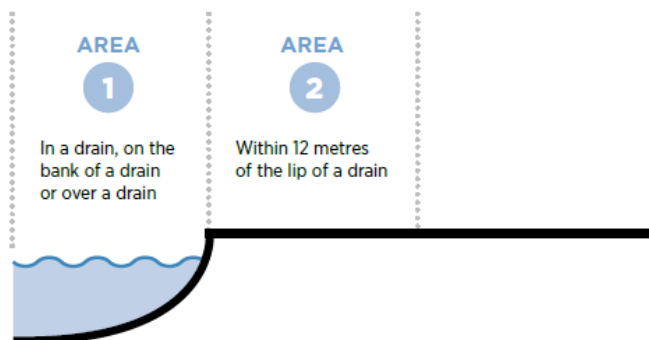 AREA
1
In a drain, on the
bank of a drain
or over a drain
AREA
2
Within 12 metres
of the lip of a drain